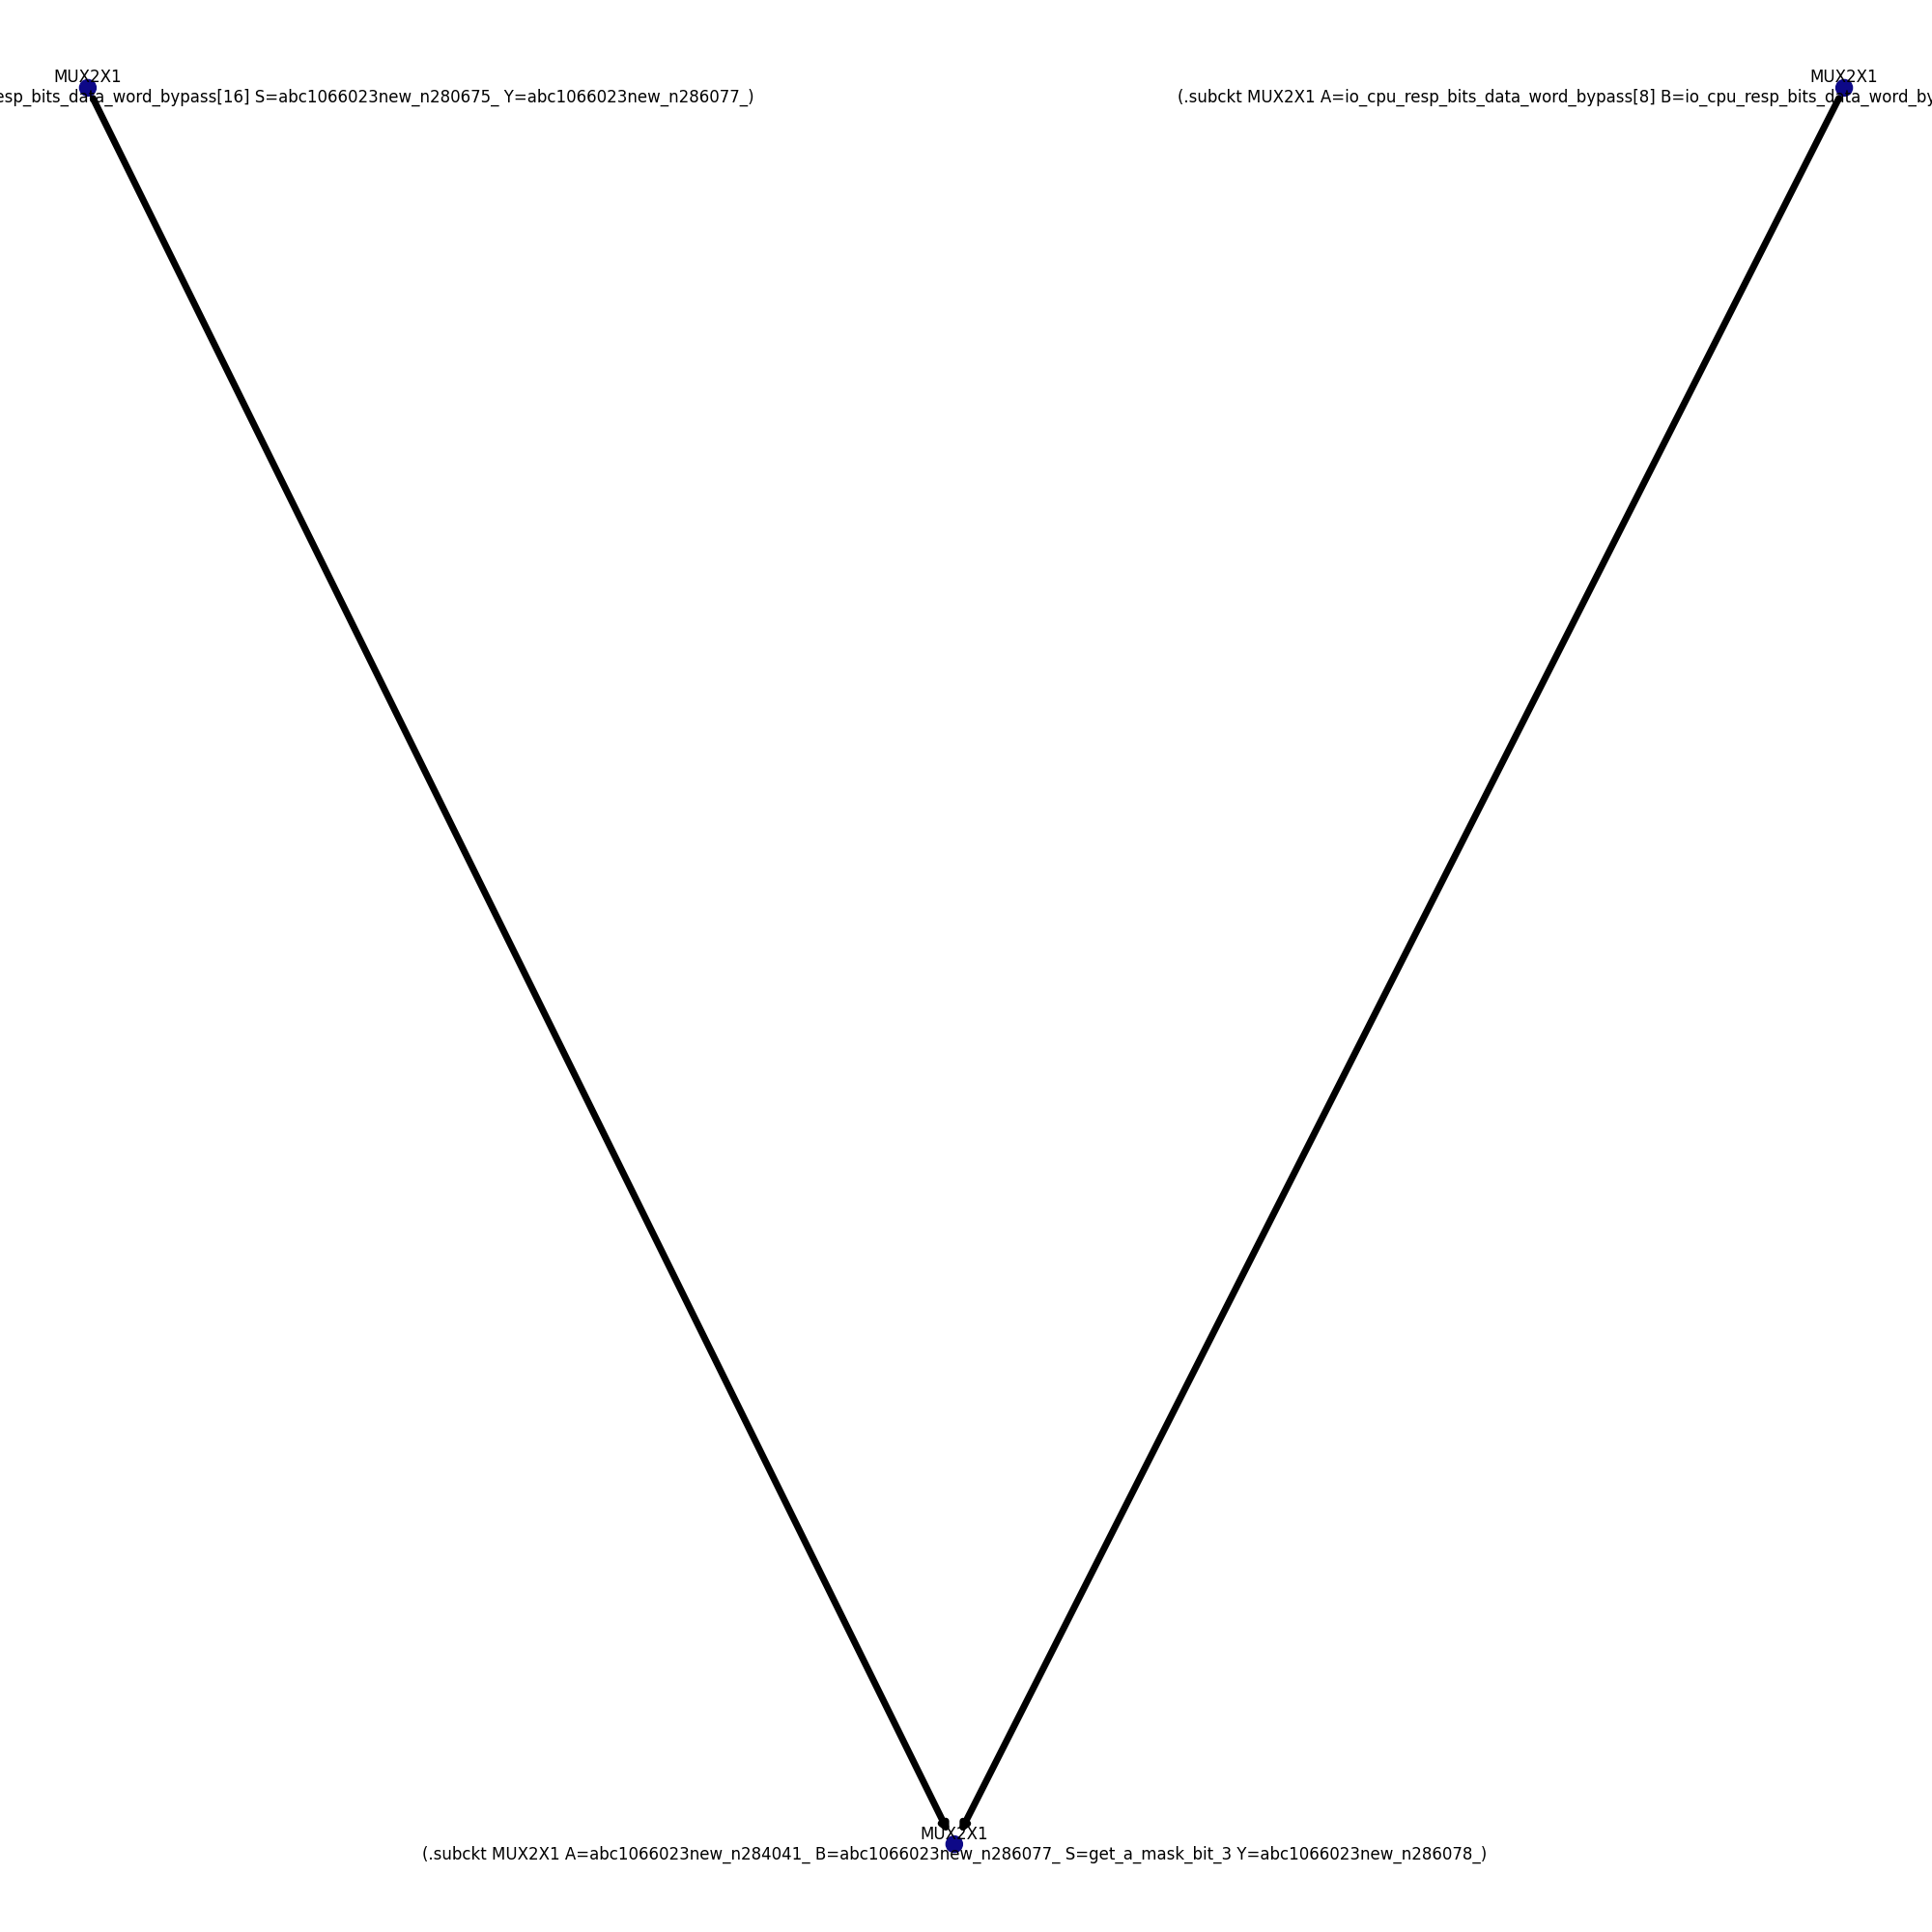 MUX2X1
esp_bits_data_word_bypass[16] S=abc1066023new_n280675_ Y=abc1066023new_n286077_)
MUX2X1
(.subckt MUX2X1 A=io_cpu_resp_bits_data_word_bypass[8] B=io_cpu_resp_bits_data_word_by
MUX2X1
(.subckt MUX2X1 A=abc1066023new_n284041_ B=abc1066023new_n286077_ S=get_a_mask_bit_3 Y=abc1066023new_n286078_)